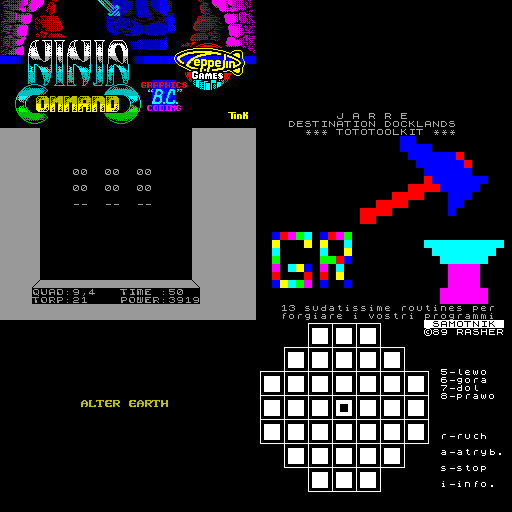 NINJA
COMMANDO
Zeppelin
GAMES
GRAPHICS
"B.C."
CODING
TinK
00 00 00
00 00 00
-- -- --
QUAD:9,4 TIME :50
TORP:21 POWER:3919
ALTER EARTH
JARRE
DESTINATION DOCKLANDS
*** TOTOTOOLKIT ***
GR
13 sudatissime routines per
forgiare i vostri programmi
SAMOTNIK
©89 RASHER
5-lewo
6-gora
7-dol
8-prawo
r-ruch
a-atryb.
s-stop
i-info.